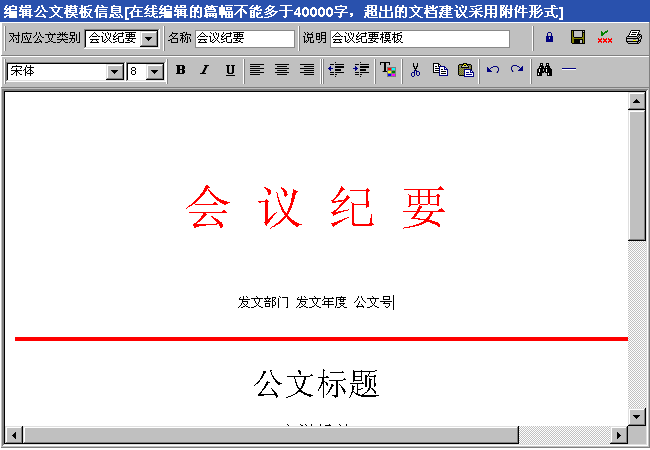 编辑公文模板信息[在线编辑的篇幅不能多于40000字，超出的文档建议采用附件形式]
对应公文类别 会议纪要 名称 会议纪要 说明 会议纪要模板
宋体 8 B I U
会 议 纪 要
发文部门 发文年度 公文号
公文标题